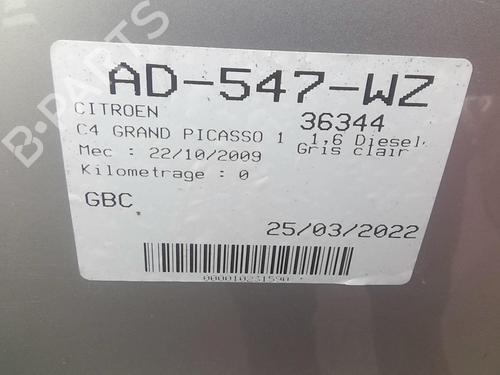 AD-547-WZ
CITROEN 36344
C4 GRAND PICASSO 1 1,6 Diesel,
Mec : 22/10/2009 Gris clair
Kilometrage : 0
GBC
25/03/2022
B-PARTS